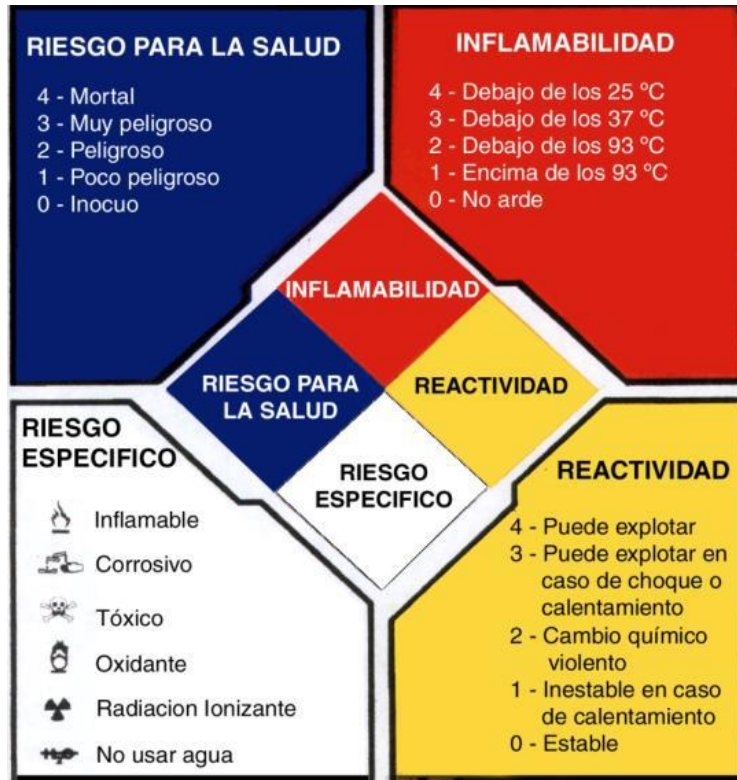 RIESGO PARA LA SALUD
4 - Mortal
3 - Muy peligroso
2 - Peligroso
1 - Poco peligroso
0 - Inocuo
INFLAMABILIDAD
4 - Debajo de los 25 ºC
3 - Debajo de los 37 ºC
2 - Debajo de los 93 ºC
1 - Encima de los 93 ºC
0 - No arde
INFLAMABILIDAD
RIESGO PARA
LA SALUD
REACTIVIDAD
RIESGO
ESPECIFICO
RIESGO
ESPECIFICO
Inflamable
Corrosivo
Tóxico
Oxidante
Radiacion Ionizante
No usar agua
REACTIVIDAD
4 - Puede explotar
3 - Puede explotar en
caso de choque o
calentamiento
2 - Cambio químico
violento
1 - Inestable en caso
de calentamiento
0 - Estable